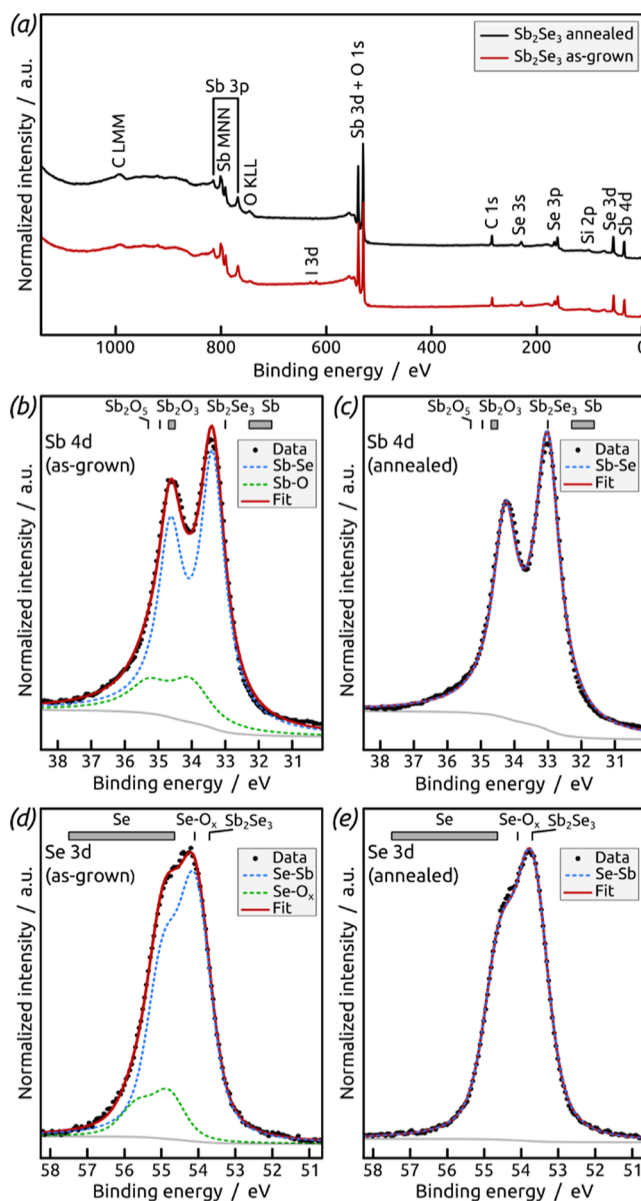 (a)
Sb₂Se₃ annealed
Sb₂Se₃ as-grown
Normalized intensity / a.u.
C LMM
Sb 3p
Sb MNN
O KLL
I 3d
Sb 3d + O 1s
C 1s
Se 3s
Se 3p
Si 2p
Se 3d
Sb 4d
1000 800 600 400 200 0
Binding energy / eV
(b)
Sb₂O₅ Sb₂O₃ Sb₂Se₃ Sb
Sb 4d
(as-grown)
Data
Sb-Se
Sb-O
Fit
Normalized intensity / a.u.
38 37 36 35 34 33 32 31
Binding energy / eV
(c)
Sb₂O₅ Sb₂O₃ Sb₂Se₃ Sb
Sb 4d
(annealed)
Data
Sb-Se
Fit
Normalized intensity / a.u.
38 37 36 35 34 33 32 31
Binding energy / eV
(d)
Se Se-Oₓ Sb₂Se₃
Se 3d
(as-grown)
Data
Se-Sb
Se-Oₓ
Fit
Normalized intensity / a.u.
58 57 56 55 54 53 52 51
Binding energy / eV
(e)
Se Se-Oₓ Sb₂Se₃
Se 3d
(annealed)
Data
Se-Sb
Fit
Normalized intensity / a.u.
58 57 56 55 54 53 52 51
Binding energy / eV